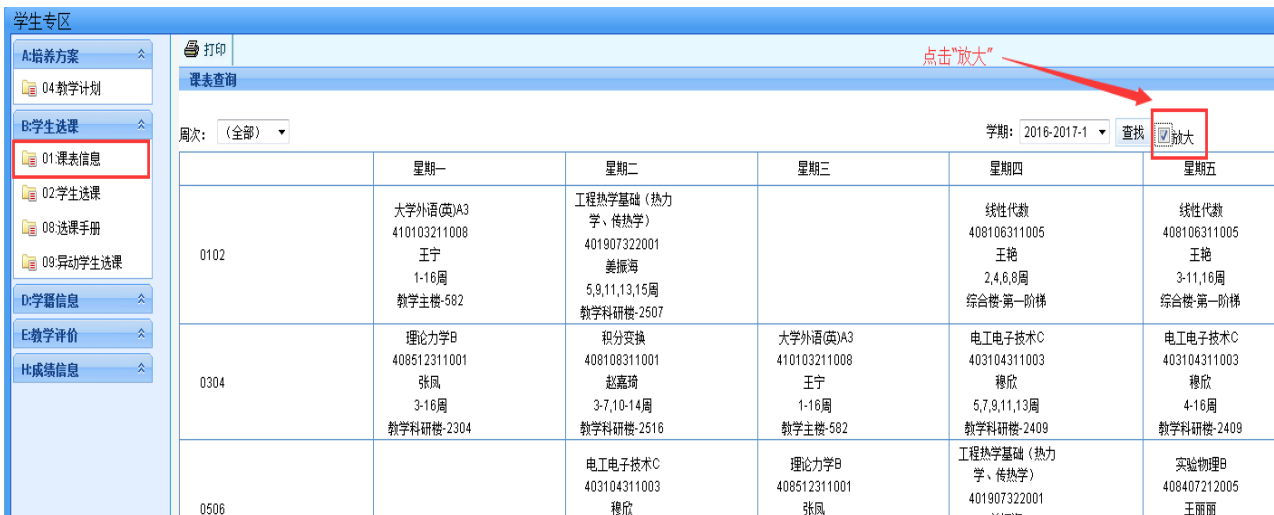 学生专区
A:培养方案
04:教学计划
B:学生选课
01:课表信息
02:学生选课
08:选课手册
09:异动学生选课
D:学籍信息
E:教学评价
H:成绩信息
打印
点击“放大”
课表查询
周次: （全部） 学期: 2016-2017-1 查找 放大
星期一 星期二 星期三 星期四 星期五
0102
大学外语(英)A3
410103211008
王宁
1-16周
教学主楼-582
工程热学基础（热力
学、传热学）
401907322001
姜振海
5,9,11,13,15周
教学科研楼-2507
线性代数
408106311005
王艳
2,4,6,8周
综合楼-第一阶梯
线性代数
408106311005
王艳
3-11,16周
综合楼-第一阶梯
0304
理论力学B
408512311001
张凤
3-16周
教学科研楼-2304
积分变换
408108311001
赵嘉琦
3-7,10-14周
教学科研楼-2516
大学外语(英)A3
410103211008
王宁
1-16周
教学主楼-582
电工电子技术C
403104311003
穆欣
5,7,9,11,13周
教学科研楼-2409
电工电子技术C
403104311003
穆欣
4-16周
教学科研楼-2409
0506
电工电子技术C
403104311003
穆欣
理论力学B
408512311001
张凤
工程热学基础（热力
学、传热学）
401907322001
实验物理B
408407212005
王丽丽